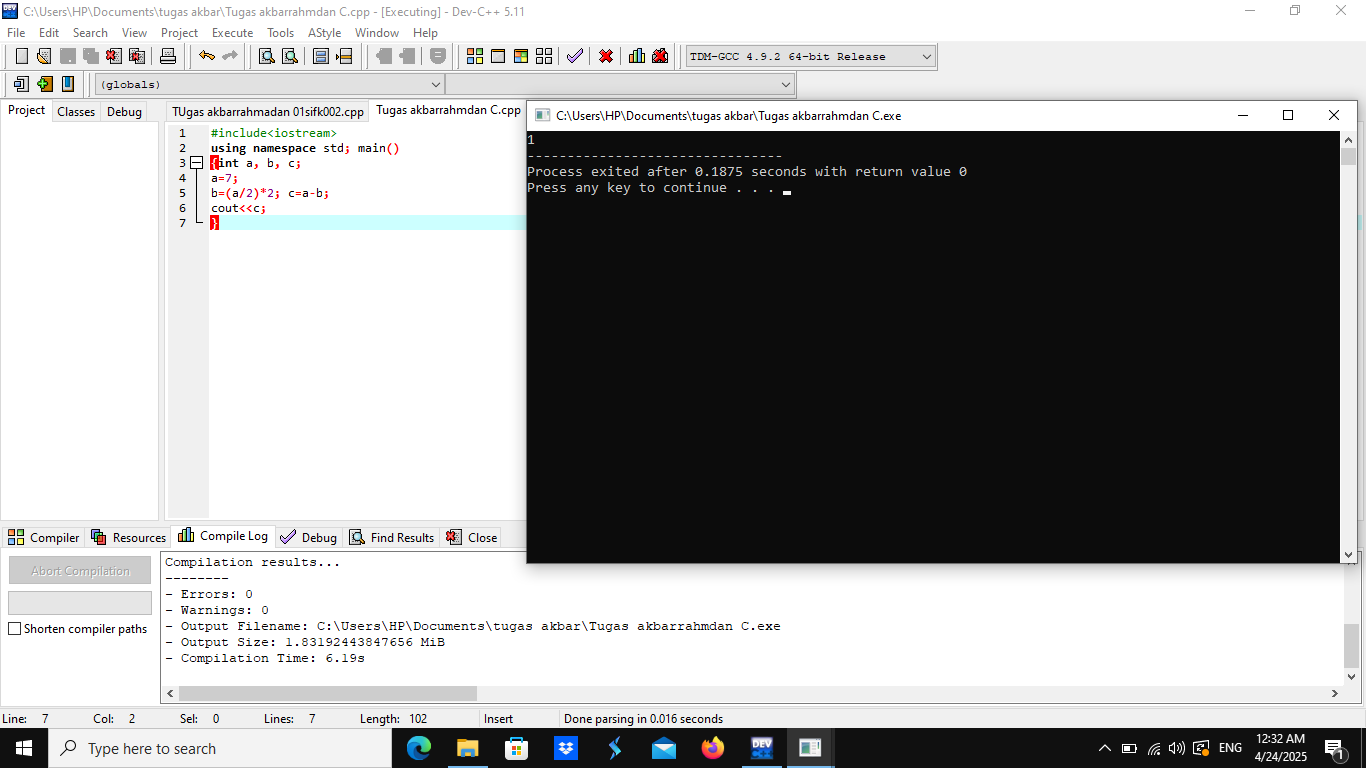 C:\Users\HP\Documents\tugas akbar\Tugas akbarrahmdan C.cpp - [Executing] - Dev-C++ 5.11
File Edit Search View Project Execute Tools AStyle Window Help
TDM-GCC 4.9.2 64-bit Release
(globals)
Project Classes Debug
TUgas akbarrahmadan 01sifk002.cpp Tugas akbarrahmdan C.cpp
1 #include<iostream>
2 using namespace std; main()
3 {int a, b, c;
4 a=7;
5 b=(a/2)*2; c=a-b;
6 cout<<c;
7 }
C:\Users\HP\Documents\tugas akbar\Tugas akbarrahmdan C.exe
1
--------------------------------
Process exited after 0.1875 seconds with return value 0
Press any key to continue . . .
Compiler Resources Compile Log Debug Find Results Close
Abort Compilation
Shorten compiler paths
Compilation results...
--------
- Errors: 0
- Warnings: 0
- Output Filename: C:\Users\HP\Documents\tugas akbar\Tugas akbarrahmdan C.exe
- Output Size: 1.83192443847656 MiB
- Compilation Time: 6.19s
Line: 7 Col: 2 Sel: 0 Lines: 7 Length: 102 Insert Done parsing in 0.016 seconds
Type here to search
DEV
ENG
12:32 AM
4/24/2025
1